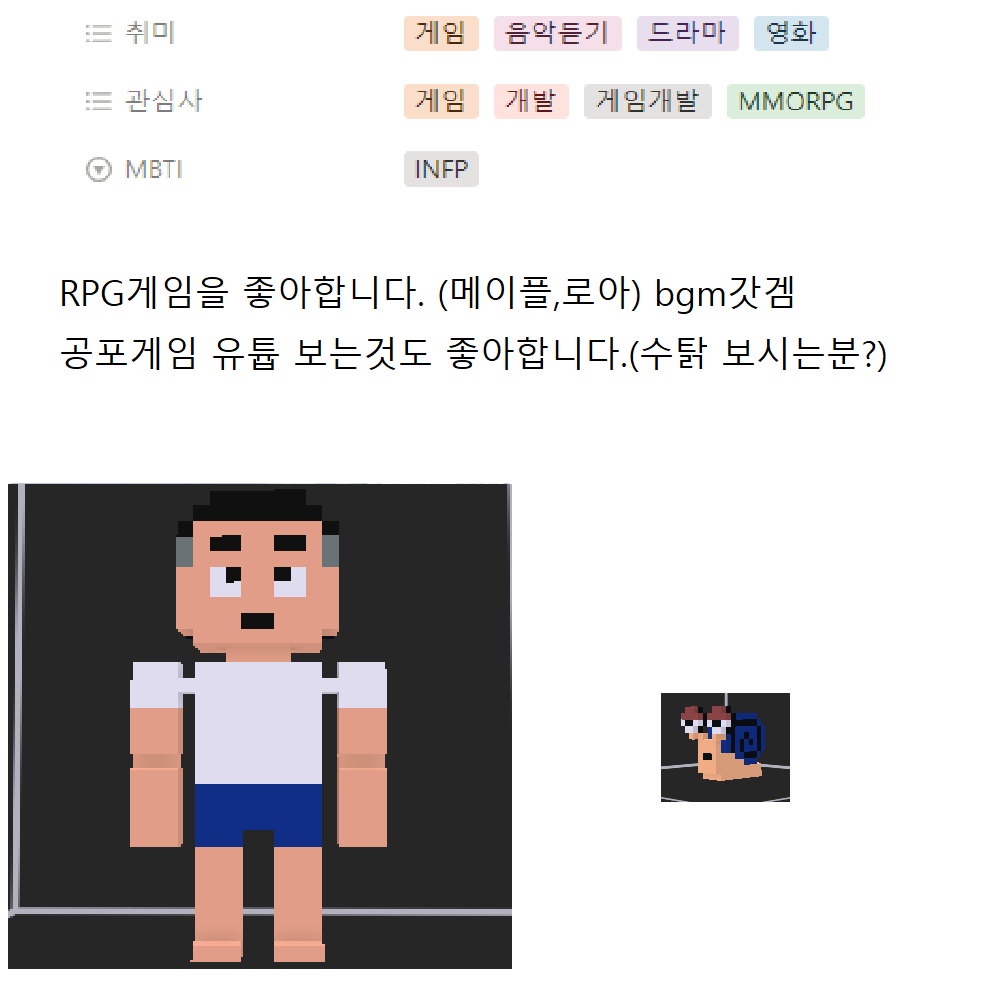 취미 게임 음악듣기 드라마 영화
관심사 게임 개발 게임개발 MMORPG
MBTI INFP
RPG게임을 좋아합니다. (메이플,로아) bgm갓겜
공포게임 유튭 보는것도 좋아합니다.(수탉 보시는분?)